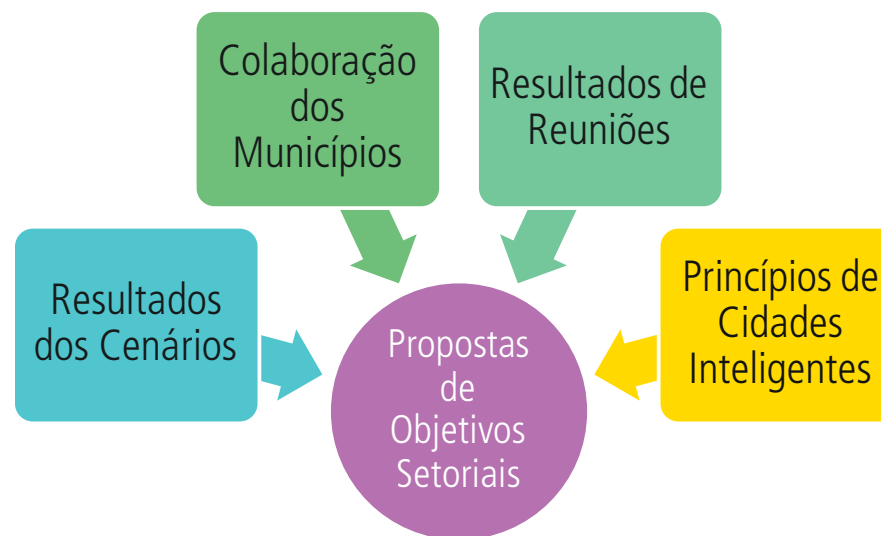 Colaboração
dos
Municípios
Resultados de
Reuniões
Resultados
dos Cenários
Princípios de
Cidades
Inteligentes
Propostas
de
Objetivos
Setoriais